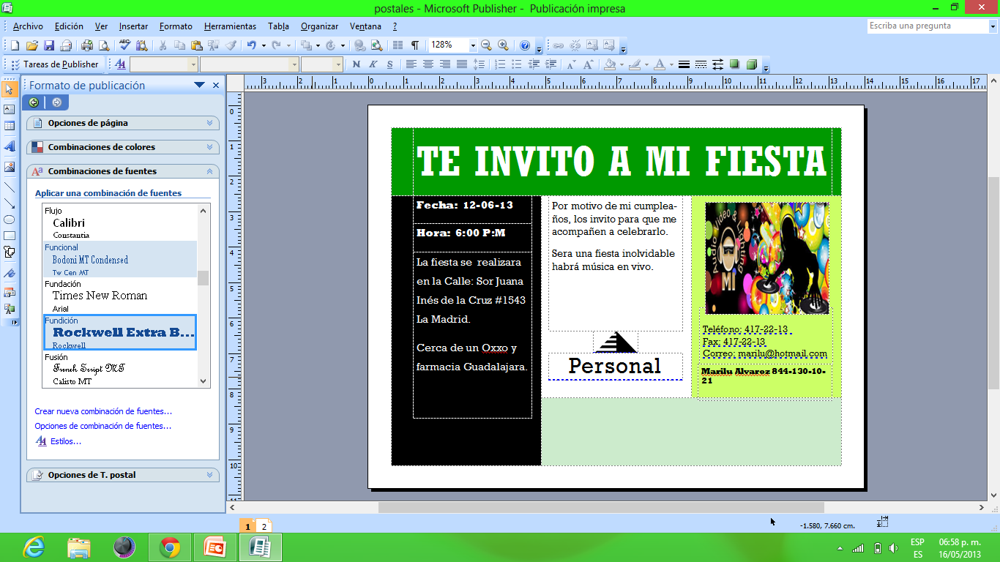 postales - Microsoft Publisher - Publicación impresa
Archivo Edición Ver Insertar Formato Herramientas Tabla Organizar Ventana ?
Escriba una pregunta
128%
Tareas de Publisher
N K S
Formato de publicación
Opciones de página
Combinaciones de colores
Combinaciones de fuentes
Aplicar una combinación de fuentes
Flujo
Calibri
Constantia
Funcional
Bodoni MT Condensed
Tw Cen MT
Fundación
Times New Roman
Arial
Fundición
Rockwell Extra B...
Rockwell
Fusión
French Script MT
Calisto MT
Crear nueva combinación de fuentes...
Opciones de combinación de fuentes...
Estilos...
Opciones de T. postal
3 2 1 0 1 2 3 4 5 6 7 8 9 10 11 12 13 14 15 16 17
0
1
2
3
4
5
6
7
8
9
10
TE INVITO A MI FIESTA
Fecha: 12-06-13
Hora: 6:00 P:M
La fiesta se realizara
en la Calle: Sor Juana
Inés de la Cruz #1543
La Madrid.
Cerca de un Oxxo y
farmacia Guadalajara.
Por motivo de mi cumplea-
ños, los invito para que me
acompañen a celebrarlo.
Sera una fiesta inolvidable
habrá música en vivo.
Personal
Audio Video & Lighting
Mi
Teléfono: 417-22-13
Fax: 417-22-13
Correo: marilu@hotmail.com
Marilu Alvarez 844-130-10-
21
1 2
-1.580, 7.660 cm.
ESP
ES
06:58 p. m.
16/05/2013